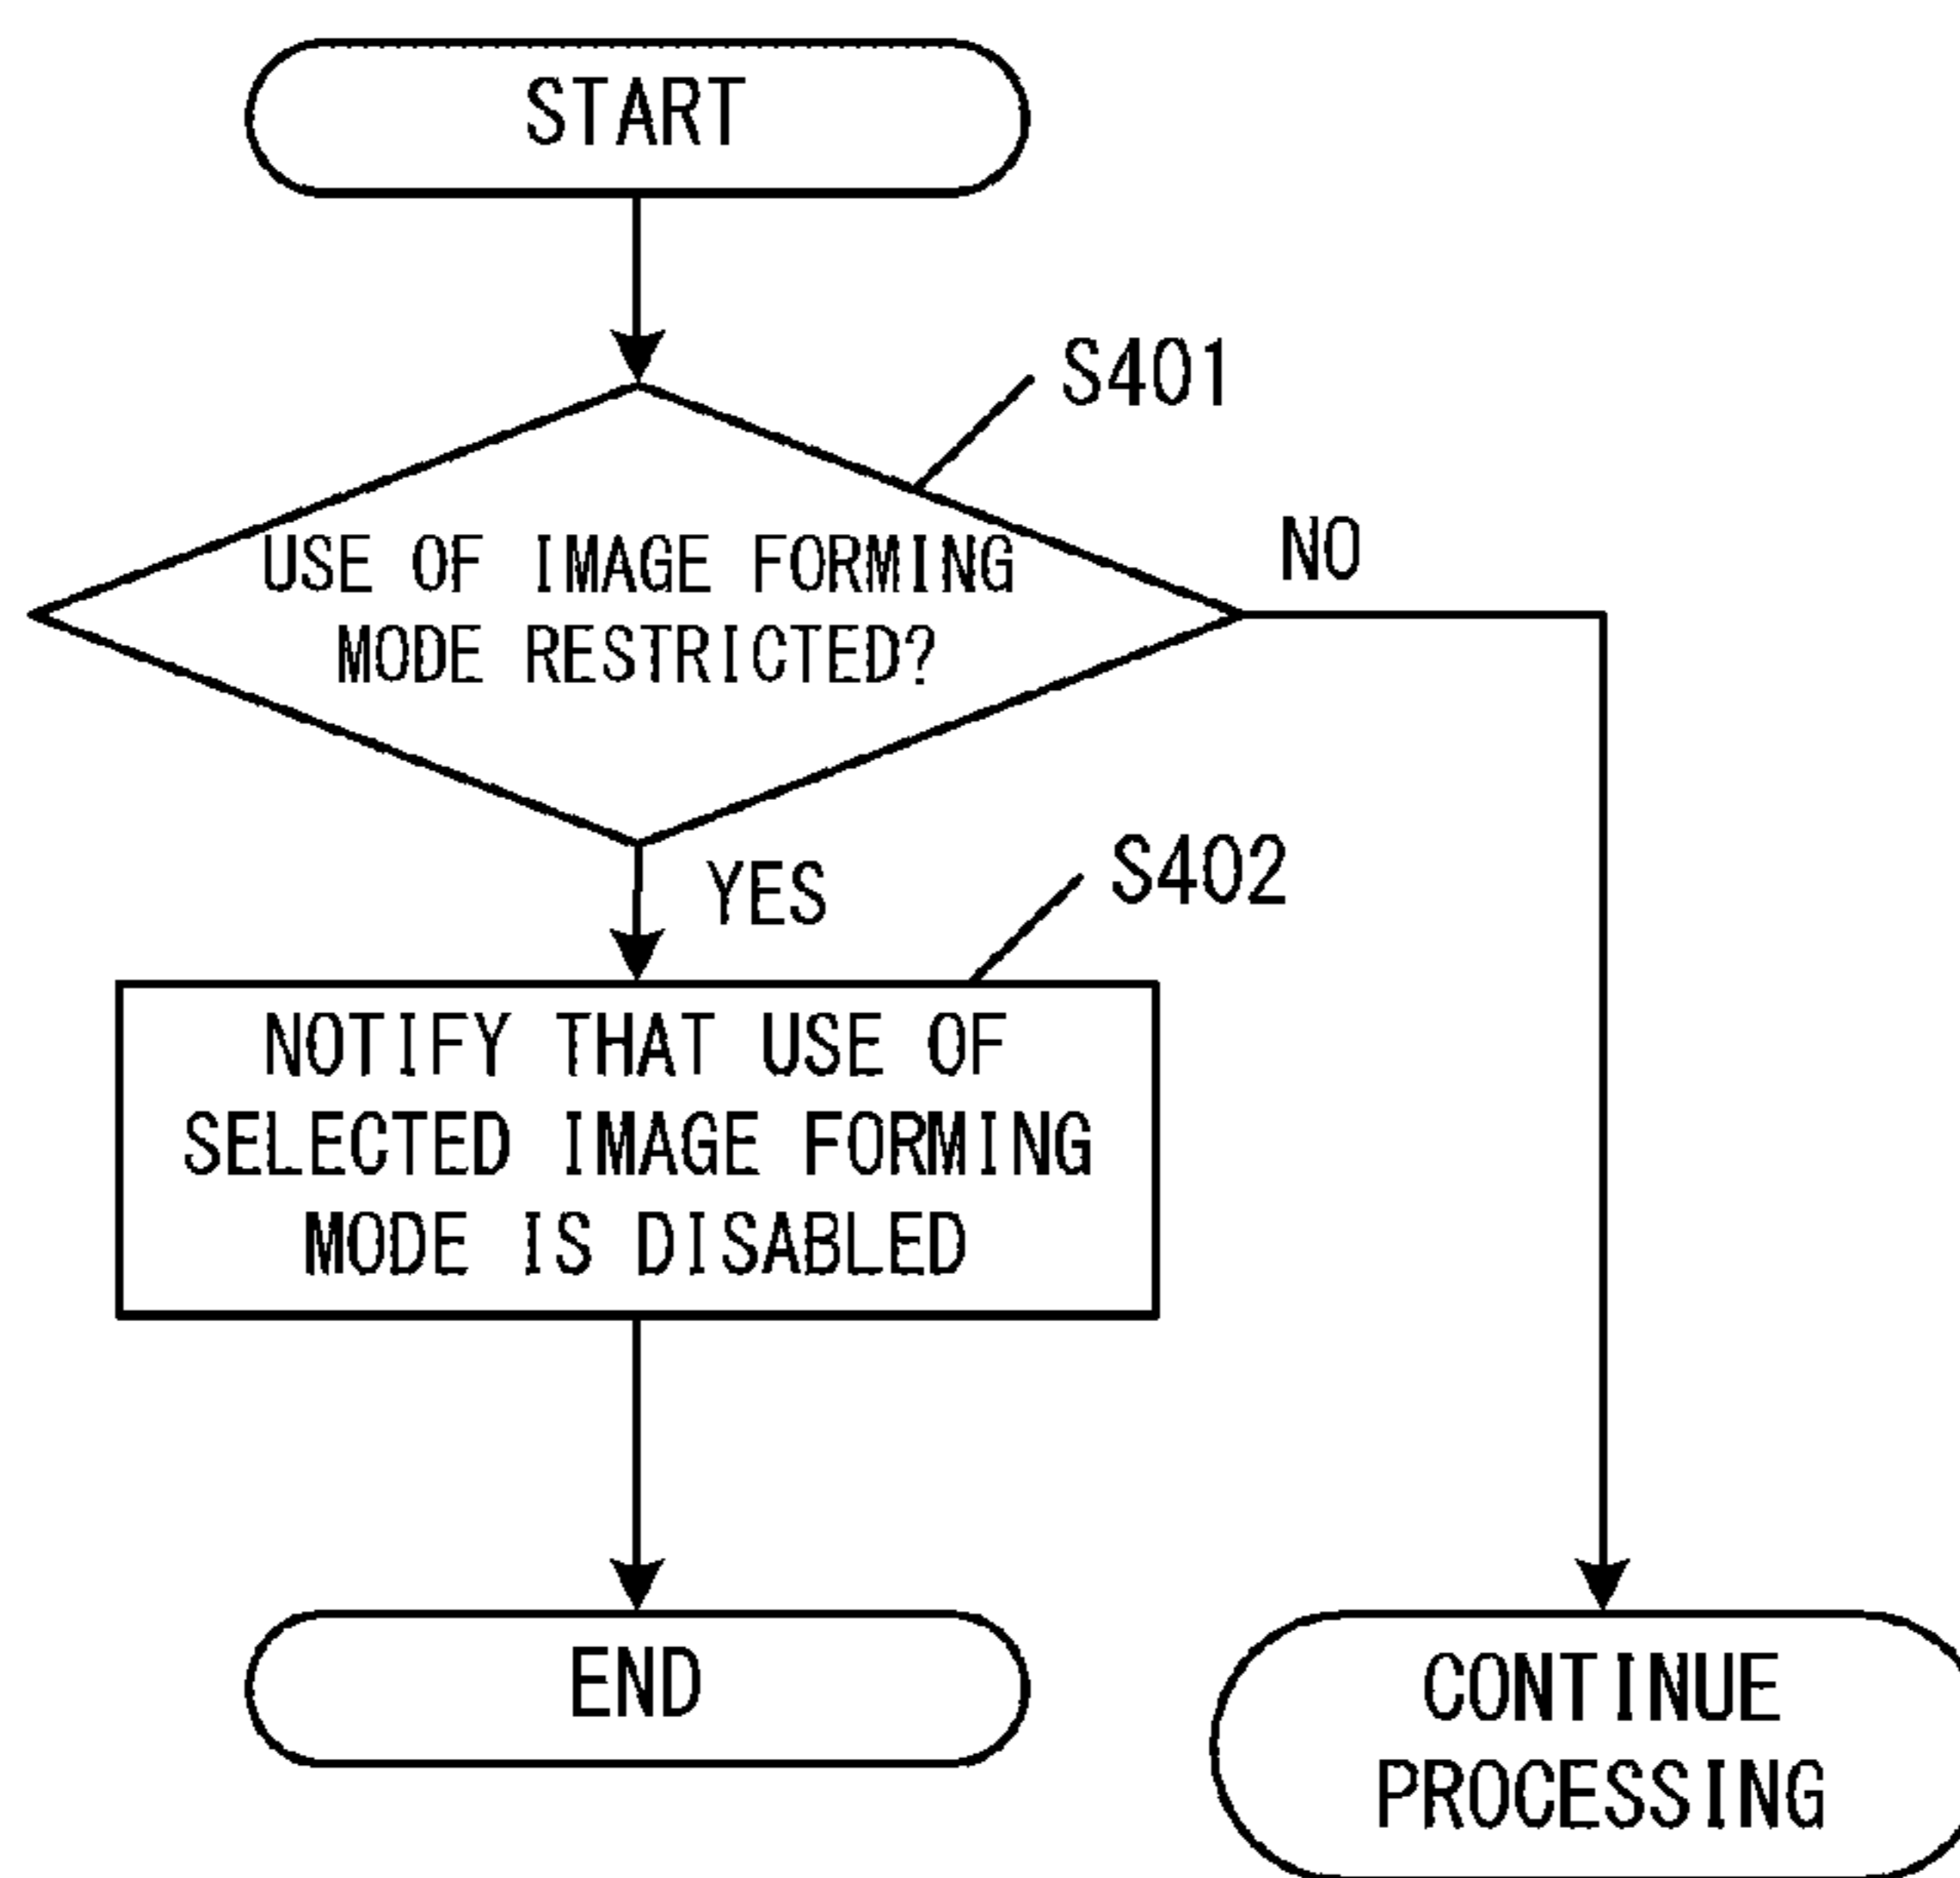 START
S401
USE OF IMAGE FORMING
MODE RESTRICTED?
NO
YES
S402
NOTIFY THAT USE OF
SELECTED IMAGE FORMING
MODE IS DISABLED
END
CONTINUE
PROCESSING